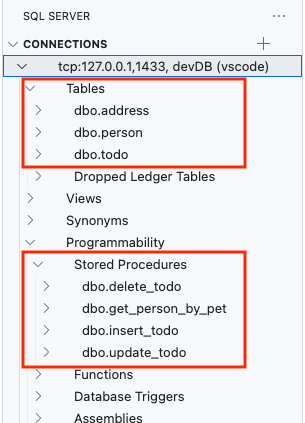 SQL SERVER
CONNECTIONS
tcp:127.0.0.1,1433, devDB (vscode)
Tables
dbo.address
dbo.person
dbo.todo
Dropped Ledger Tables
Views
Synonyms
Programmability
Stored Procedures
dbo.delete_todo
dbo.get_person_by_pet
dbo.insert_todo
dbo.update_todo
Functions
Database Triggers
Assemblies